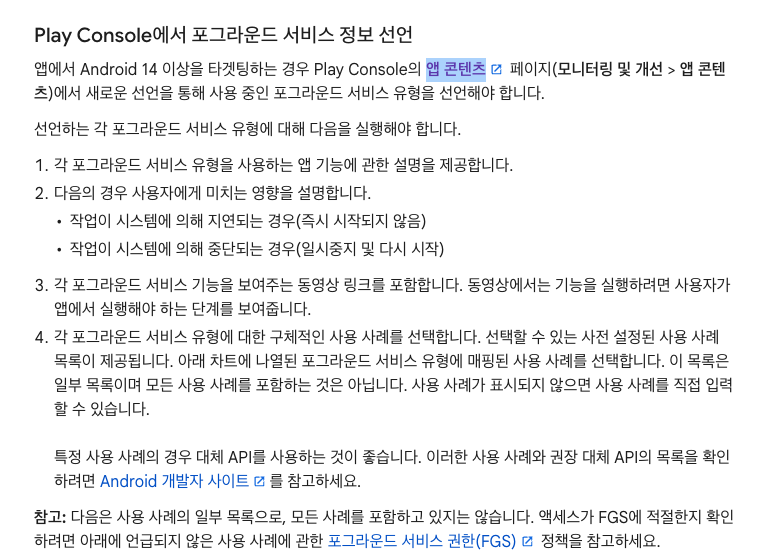 Play Console에서 포그라운드 서비스 정보 선언
앱에서 Android 14 이상을 타겟팅하는 경우 Play Console의 앱 콘텐츠 페이지(모니터링 및 개선 > 앱 콘텐
츠)에서 새로운 선언을 통해 사용 중인 포그라운드 서비스 유형을 선언해야 합니다.
선언하는 각 포그라운드 서비스 유형에 대해 다음을 실행해야 합니다.
1. 각 포그라운드 서비스 유형을 사용하는 앱 기능에 관한 설명을 제공합니다.
2. 다음의 경우 사용자에게 미치는 영향을 설명합니다.
• 작업이 시스템에 의해 지연되는 경우(즉시 시작되지 않음)
• 작업이 시스템에 의해 중단되는 경우(일시중지 및 다시 시작)
3. 각 포그라운드 서비스 기능을 보여주는 동영상 링크를 포함합니다. 동영상에서는 기능을 실행하려면 사용자가
앱에서 실행해야 하는 단계를 보여줍니다.
4. 각 포그라운드 서비스 유형에 대한 구체적인 사용 사례를 선택합니다. 선택할 수 있는 사전 설정된 사용 사례
목록이 제공됩니다. 아래 차트에 나열된 포그라운드 서비스 유형에 매핑된 사용 사례를 선택합니다. 이 목록은
일부 목록이며 모든 사용 사례를 포함하는 것은 아닙니다. 사용 사례가 표시되지 않으면 사용 사례를 직접 입력
할 수 있습니다.
특정 사용 사례의 경우 대체 API를 사용하는 것이 좋습니다. 이러한 사용 사례와 권장 대체 API의 목록을 확인
하려면 Android 개발자 사이트 를 참고하세요.
참고: 다음은 사용 사례의 일부 목록으로, 모든 사례를 포함하고 있지는 않습니다. 액세스가 FGS에 적절한지 확인
하려면 아래에 언급되지 않은 사용 사례에 관한 포그라운드 서비스 권한(FGS) 정책을 참고하세요.